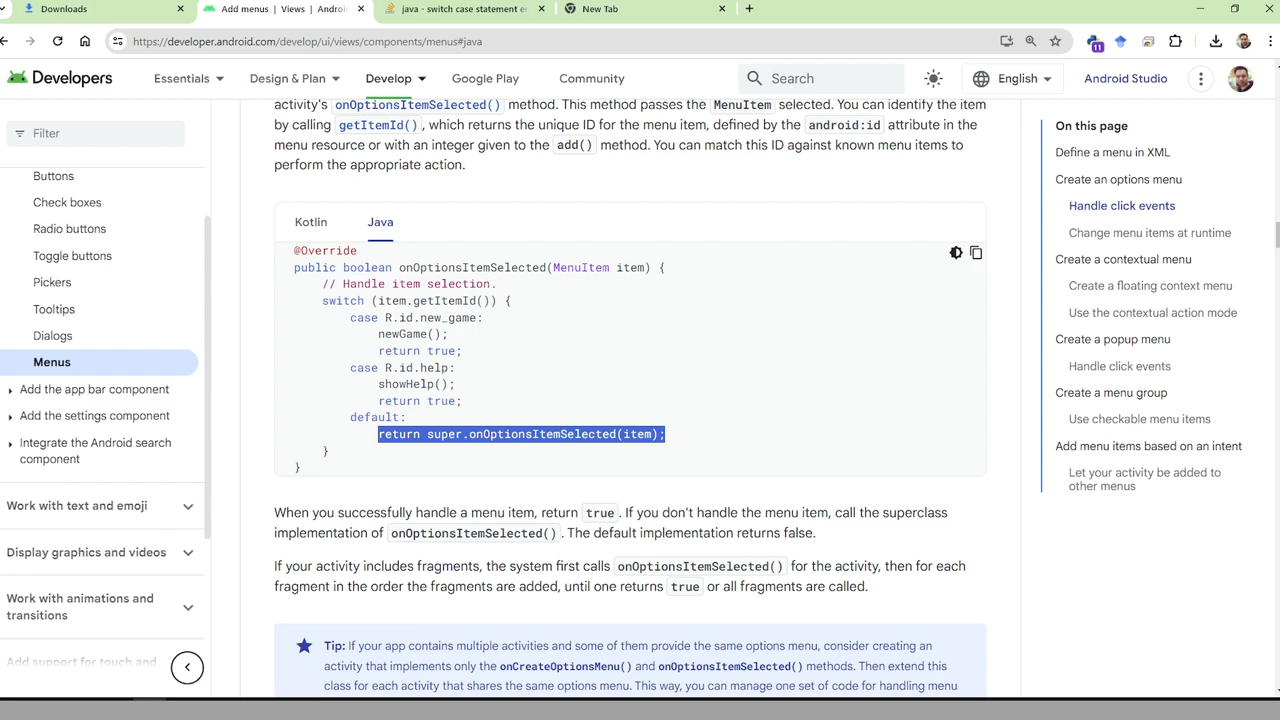 Downloads
Add menus | Views | Androi
java - switch case statement er
New Tab
https://developer.android.com/develop/ui/views/components/menus#java
11
Developers
Essentials
Design & Plan
Develop
Google Play
Community
Search
English
Android Studio
Filter
Buttons
Check boxes
Radio buttons
Toggle buttons
Pickers
Tooltips
Dialogs
Menus
Add the app bar component
Add the settings component
Integrate the Android search
component
Work with text and emoji
Display graphics and videos
Work with animations and
transitions
Add support for touch and
activity's onOptionsItemSelected() method. This method passes the MenuItem selected. You can identify the item
by calling getItemId(), which returns the unique ID for the menu item, defined by the android:id attribute in the
menu resource or with an integer given to the add() method. You can match this ID against known menu items to
perform the appropriate action.
Kotlin
Java
@Override
public boolean onOptionsItemSelected(MenuItem item) {
// Handle item selection.
switch (item.getItemId()) {
case R.id.new_game:
newGame();
return true;
case R.id.help:
showHelp();
return true;
default:
return super.onOptionsItemSelected(item);
}
}
When you successfully handle a menu item, return true. If you don't handle the menu item, call the superclass
implementation of onOptionsItemSelected(). The default implementation returns false.
If your activity includes fragments, the system first calls onOptionsItemSelected() for the activity, then for each
fragment in the order the fragments are added, until one returns true or all fragments are called.
Tip: If your app contains multiple activities and some of them provide the same options menu, consider creating an
activity that implements only the onCreateOptionsMenu() and onOptionsItemSelected() methods. Then extend this
class for each activity that shares the same options menu. This way, you can manage one set of code for handling menu
On this page
Define a menu in XML
Create an options menu
Handle click events
Change menu items at runtime
Create a contextual menu
Create a floating context menu
Use the contextual action mode
Create a popup menu
Handle click events
Create a menu group
Use checkable menu items
Add menu items based on an intent
Let your activity be added to
other menus